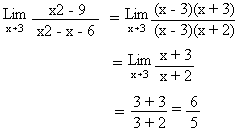 Lim x→3 x2 - 9 / x2 - x - 6 = Lim x→3 (x - 3)(x + 3) / (x - 3)(x + 2)
= Lim x→3 x + 3 / x + 2
= 3 + 3 / 3 + 2 = 6 / 5